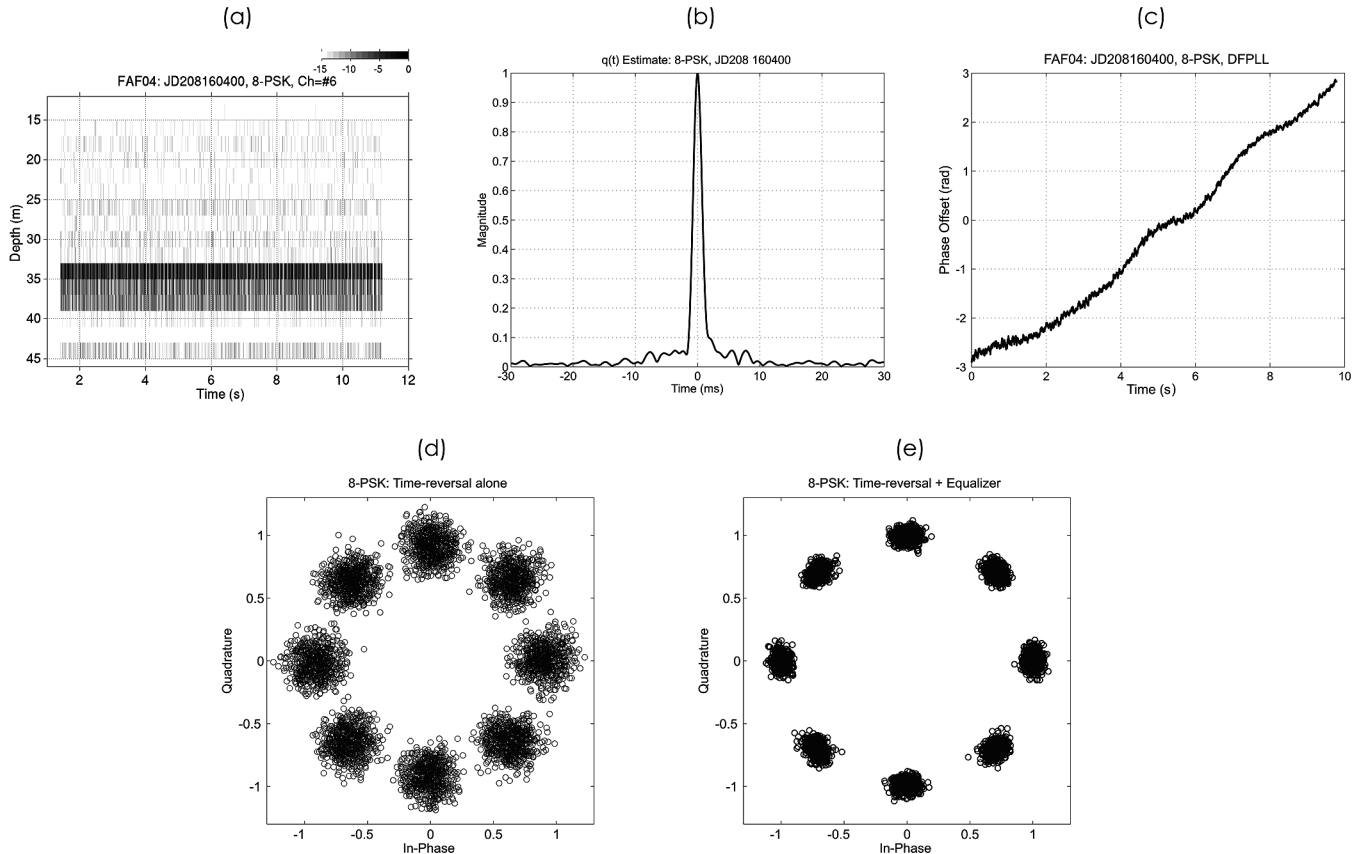 (a)
-15 -10 -5 0
FAF04: JD208160400, 8-PSK, Ch=#6
Depth (m)
15
20
25
30
35
40
45
2 4 6 8 10 12
Time (s)
(b)
q(t) Estimate: 8-PSK, JD208 160400
Magnitude
1
0.9
0.8
0.7
0.6
0.5
0.4
0.3
0.2
0.1
0
-30 -20 -10 0 10 20 30
Time (ms)
(c)
FAF04: JD208160400, 8-PSK, DFPLL
Phase Offset (rad)
3
2
1
0
-1
-2
-3
0 2 4 6 8 10
Time (s)
(d)
8-PSK: Time-reversal alone
Quadrature
1
0.5
0
-0.5
-1
-1 -0.5 0 0.5 1
In-Phase
(e)
8-PSK: Time-reversal + Equalizer
Quadrature
1
0.5
0
-0.5
-1
-1 -0.5 0 0.5 1
In-Phase